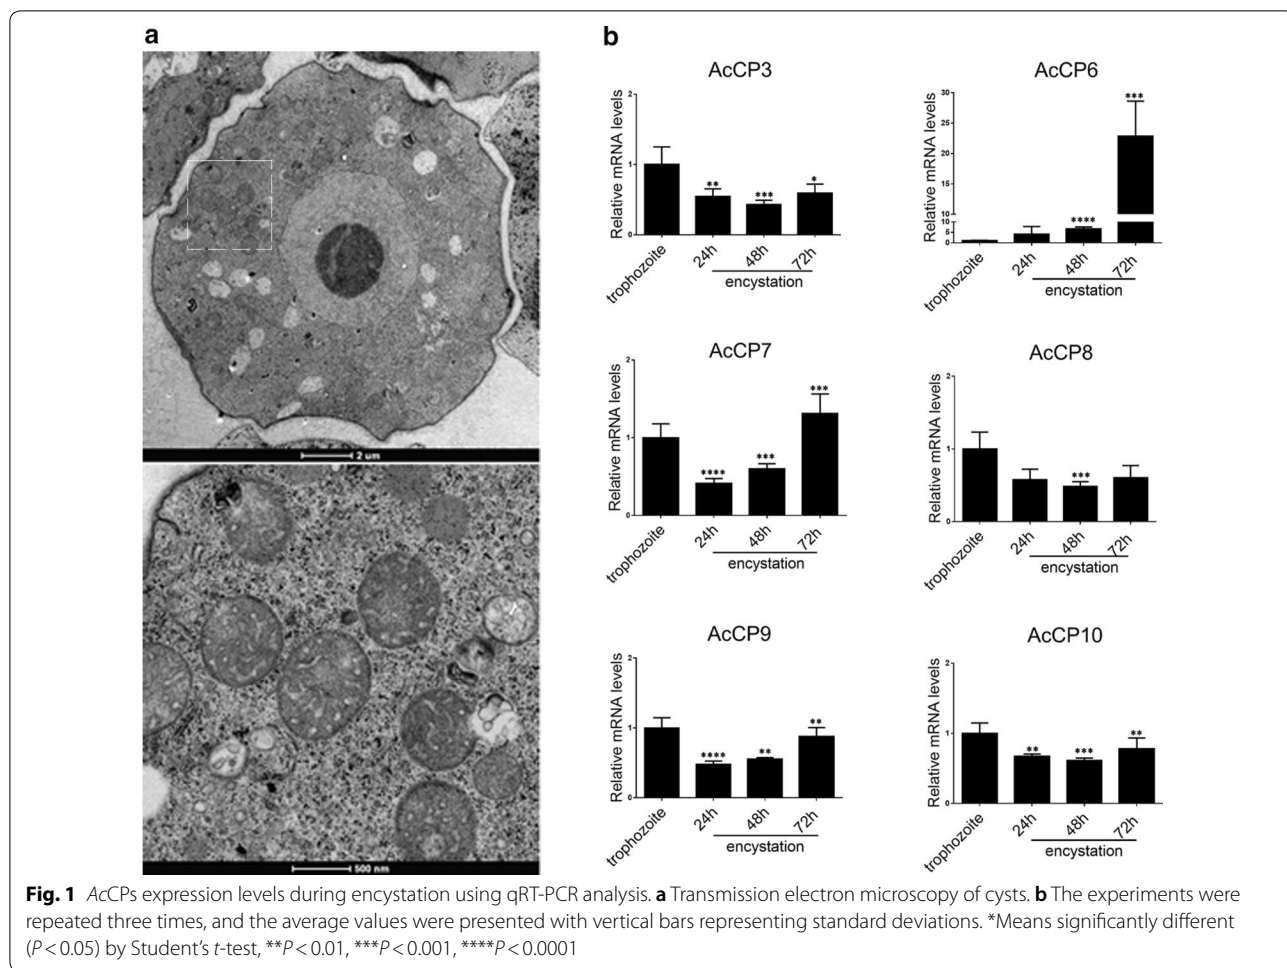 a
2 µm
500 nm
b
AcCP3
Relative mRNA levels
2
1
0
**
***
*
trophozoite
24h
48h
72h
encystation
AcCP6
Relative mRNA levels
30
25
20
15
10
10
5
0
****
***
trophozoite
24h
48h
72h
encystation
AcCP7
Relative mRNA levels
2
1
0
****
***
***
trophozoite
24h
48h
72h
encystation
AcCP8
Relative mRNA levels
2
1
0
***
trophozoite
24h
48h
72h
encystation
AcCP9
Relative mRNA levels
2
1
0
****
**
**
trophozoite
24h
48h
72h
encystation
AcCP10
Relative mRNA levels
2
1
0
**
***
**
trophozoite
24h
48h
72h
encystation
Fig. 1 AcCPs expression levels during encystation using qRT-PCR analysis. a Transmission electron microscopy of cysts. b The experiments were
repeated three times, and the average values were presented with vertical bars representing standard deviations. *Means significantly different
(P < 0.05) by Student’s t-test, **P < 0.01, ***P < 0.001, ****P < 0.0001